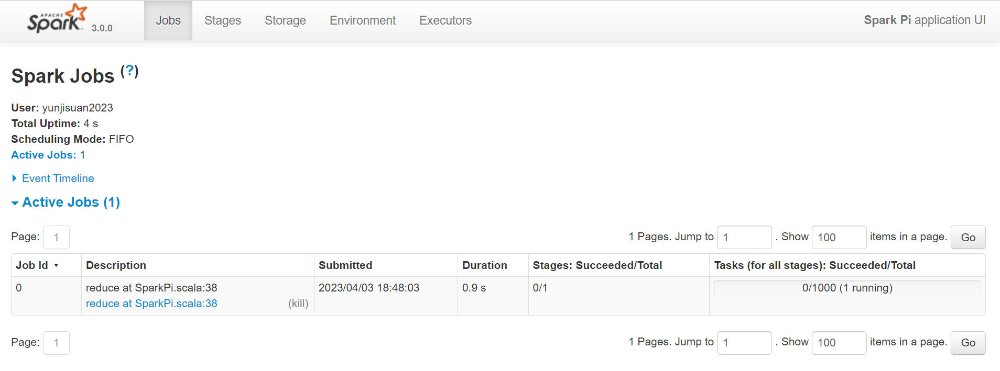 APACHE
Spark™ 3.0.0 Jobs Stages Storage Environment Executors Spark Pi application UI
Spark Jobs (?)
User: yunjisuan2023
Total Uptime: 4 s
Scheduling Mode: FIFO
Active Jobs: 1
Event Timeline
Active Jobs (1)
Page: 1 1 Pages. Jump to 1 . Show 100 items in a page. Go
Job Id Description Submitted Duration Stages: Succeeded/Total Tasks (for all stages): Succeeded/Total
0 reduce at SparkPi.scala:38 2023/04/03 18:48:03 0.9 s 0/1 0/1000 (1 running)
reduce at SparkPi.scala:38 (kill)
Page: 1 1 Pages. Jump to 1 . Show 100 items in a page. Go